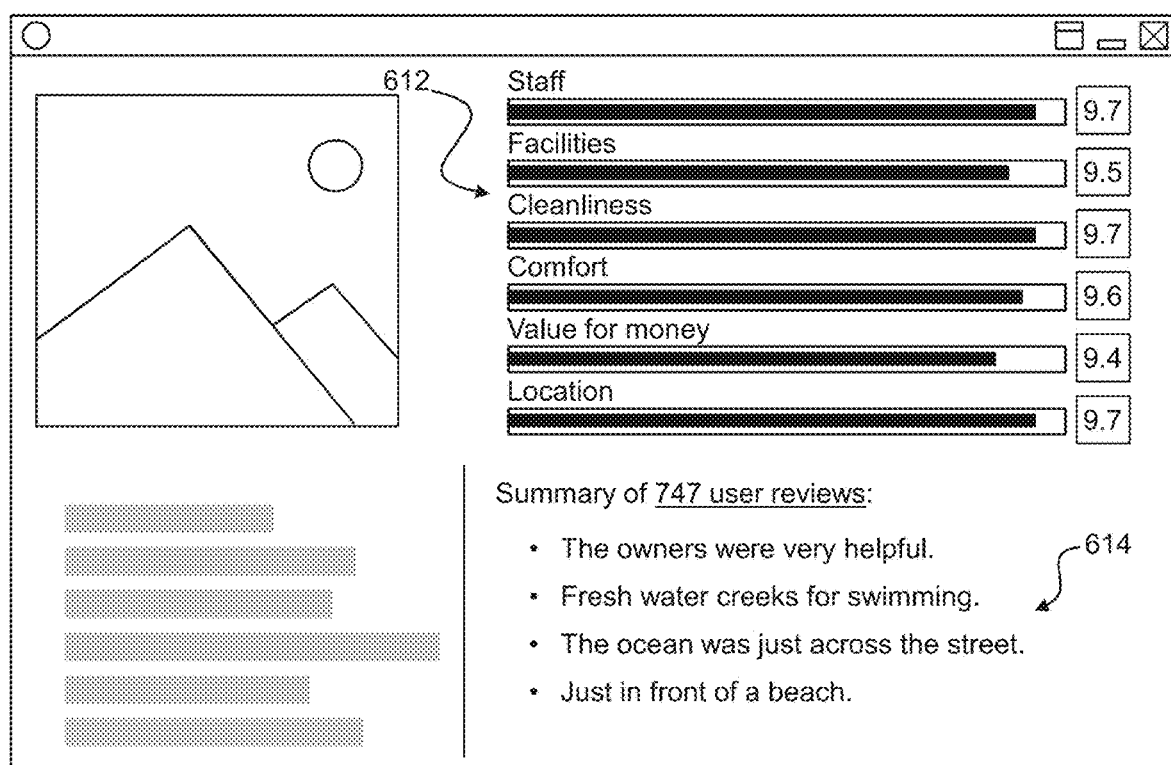 612
Staff
9.7
Facilities
9.5
Cleanliness
9.7
Comfort
9.6
Value for money
9.4
Location
9.7
Summary of 747 user reviews:
• The owners were very helpful.
614
• Fresh water creeks for swimming.
• The ocean was just across the street.
• Just in front of a beach.